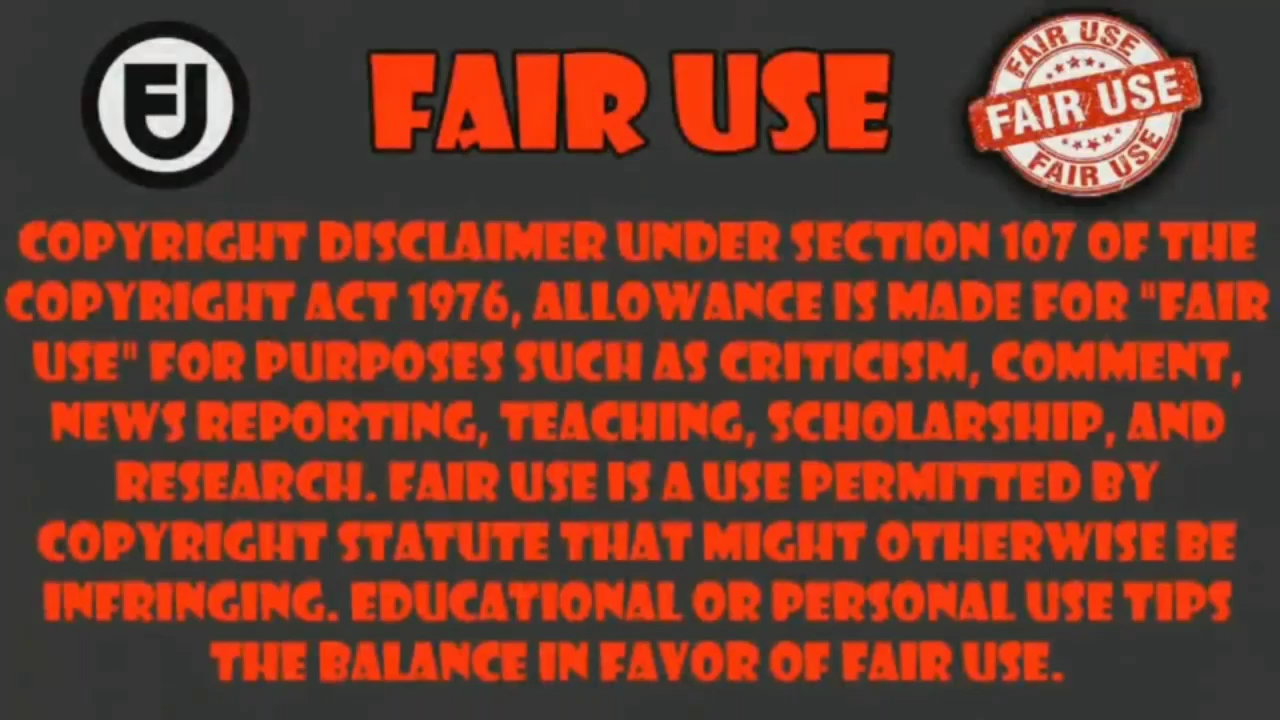 FU
FAIR USE
FAIR USE
FAIR USE
FAIR USE
COPYRIGHT DISCLAIMER UNDER SECTION 107 OF THE
COPYRIGHT ACT 1976, ALLOWANCE IS MADE FOR "FAIR
USE" FOR PURPOSES SUCH AS CRITICISM, COMMENT,
NEWS REPORTING, TEACHING, SCHOLARSHIP, AND
RESEARCH. FAIR USE IS A USE PERMITTED BY
COPYRIGHT STATUTE THAT MIGHT OTHERWISE BE
INFRINGING. EDUCATIONAL OR PERSONAL USE TIPS
THE BALANCE IN FAVOR OF FAIR USE.